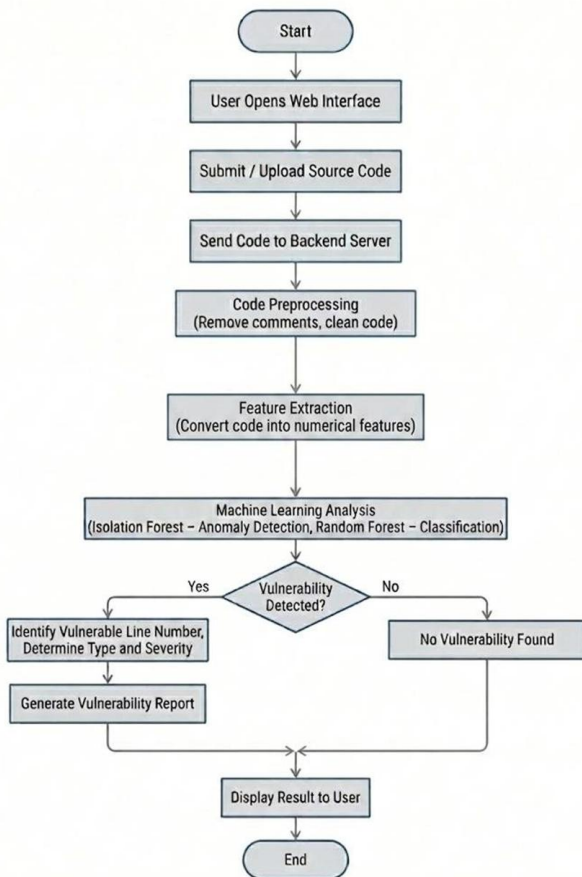 Start
User Opens Web Interface
Submit / Upload Source Code
Send Code to Backend Server
Code Preprocessing
(Remove comments, clean code)
Feature Extraction
(Convert code into numerical features)
Machine Learning Analysis
(Isolation Forest – Anomaly Detection, Random Forest – Classification)
Vulnerability
Detected?
Yes
No
Identify Vulnerable Line Number,
Determine Type and Severity
No Vulnerability Found
Generate Vulnerability Report
Display Result to User
End